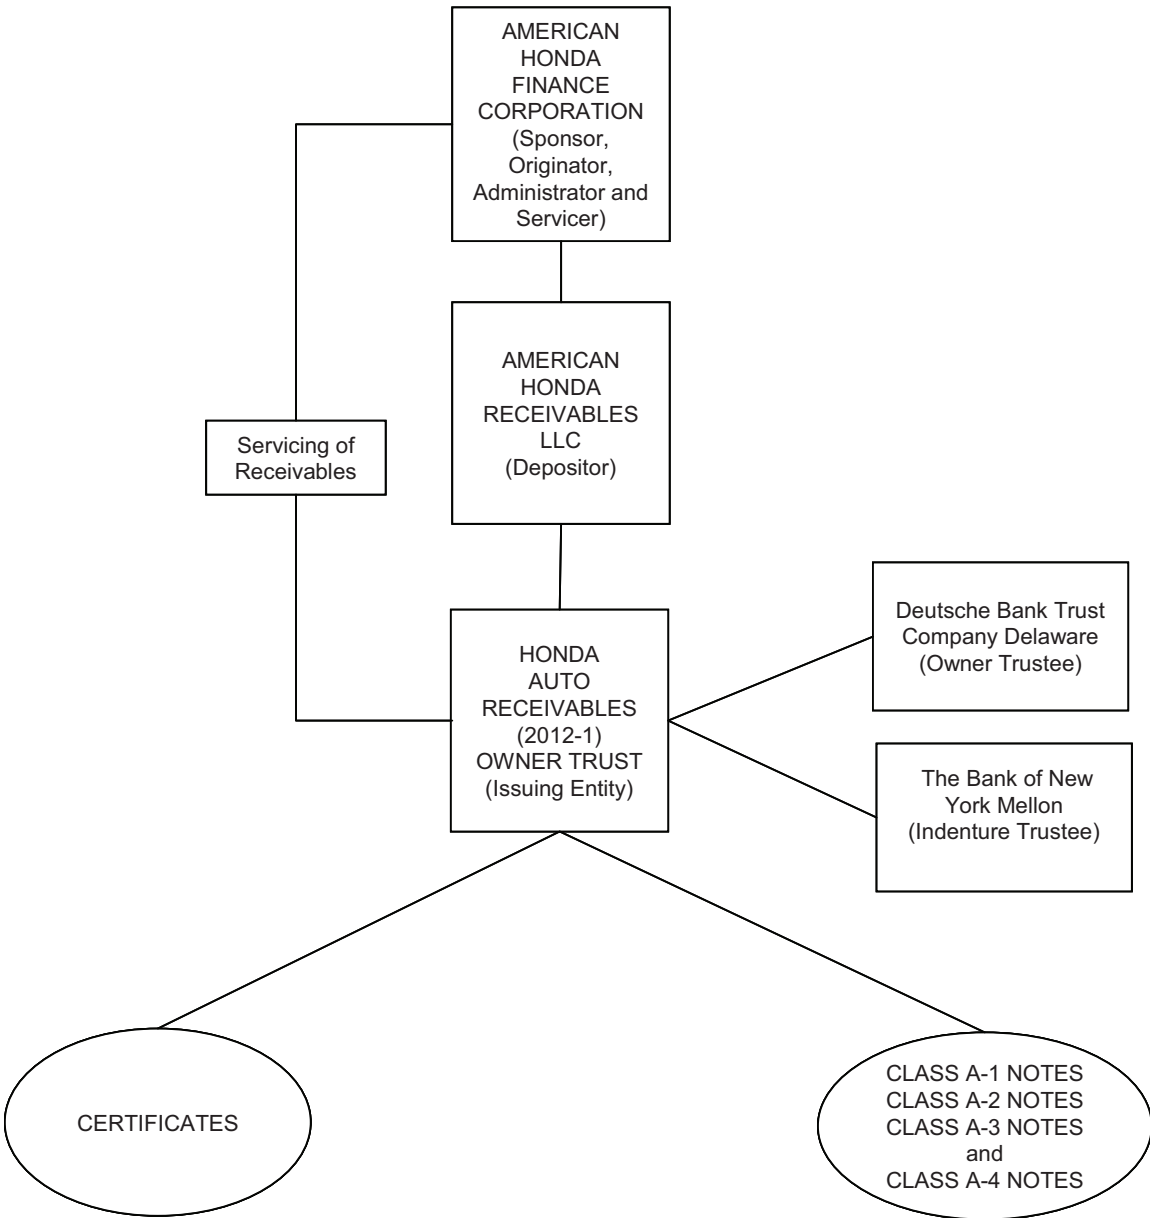 AMERICAN
HONDA
FINANCE
CORPORATION
(Sponsor,
Originator,
Administrator and
Servicer)
AMERICAN
HONDA
RECEIVABLES
LLC
(Depositor)
Servicing of
Receivables
HONDA
AUTO
RECEIVABLES
(2012-1)
OWNER TRUST
(Issuing Entity)
Deutsche Bank Trust
Company Delaware
(Owner Trustee)
The Bank of New
York Mellon
(Indenture Trustee)
CERTIFICATES
CLASS A-1 NOTES
CLASS A-2 NOTES
CLASS A-3 NOTES
and
CLASS A-4 NOTES